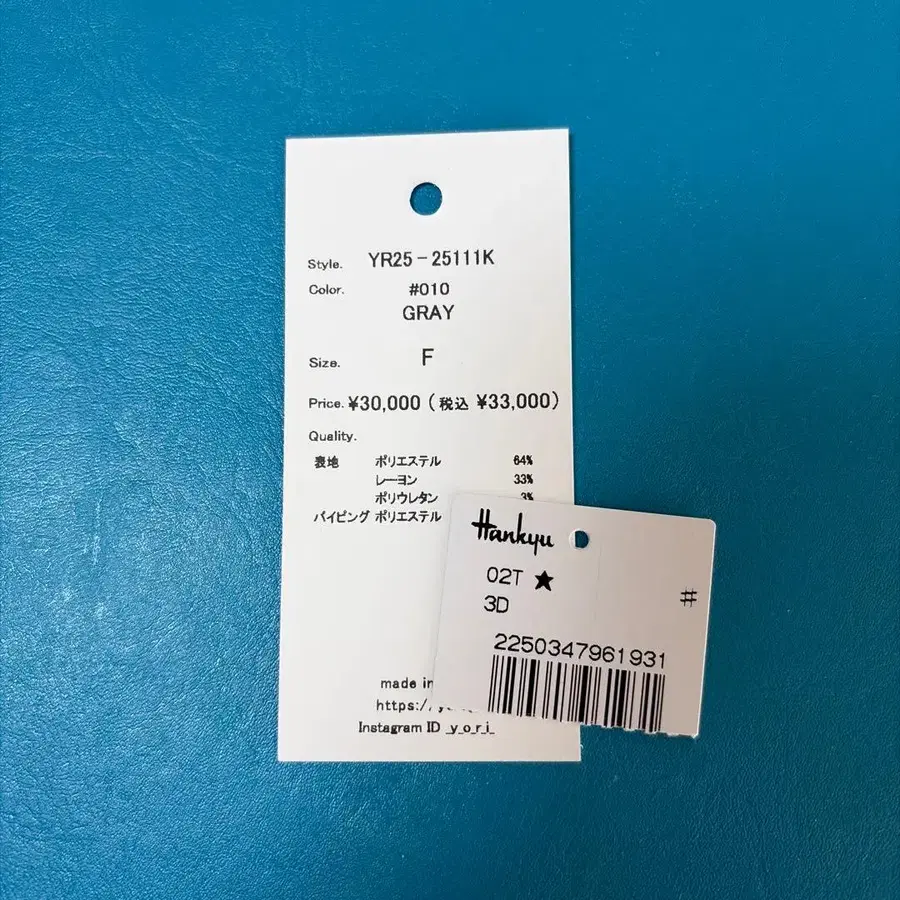 Style. YR25-25111K
Color. #010
GRAY
Size. F
Price. ¥30,000 (税込 ¥33,000)
Quality.
表地 ポリエステル 64%
レーヨン 33%
ポリウレタン 3%
パイピング ポリエステル
made in
https://
Instagram ID _y_o_r_i_
Hankyu
02T ★
3D
#
2250347961931